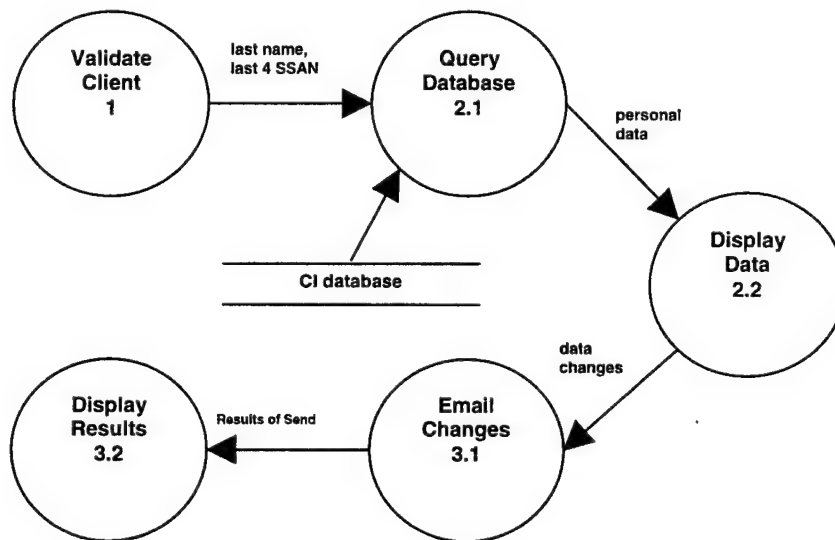 Validate
Client
1
last name,
last 4 SSAN
Query
Database
2.1
personal
data
Display
Data
2.2
CI database
data
changes
Email
Changes
3.1
Results of Send
Display
Results
3.2